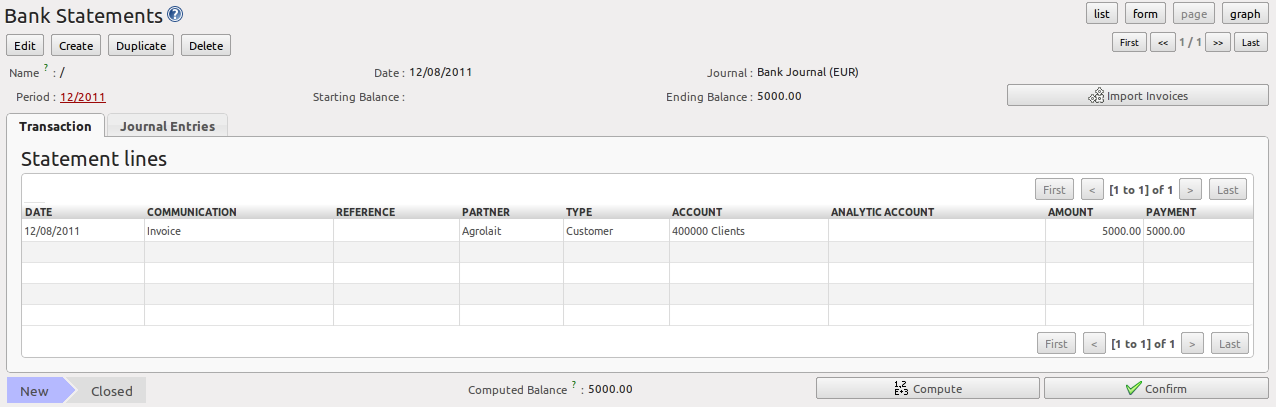 Bank Statements ? list form page graph
Edit Create Duplicate Delete First << 1 / 1 >> Last
Name ? : / Date : 12/08/2011 Journal : Bank Journal (EUR)
Period : 12/2011 Starting Balance : Ending Balance : 5000.00 Import Invoices
Transaction Journal Entries
Statement lines
First < [1 to 1] of 1 > Last
DATE COMMUNICATION REFERENCE PARTNER TYPE ACCOUNT ANALYTIC ACCOUNT AMOUNT PAYMENT
12/08/2011 Invoice Agrolait Customer 400000 Clients 5000.00 5000.00
First < [1 to 1] of 1 > Last
New Closed Computed Balance ? : 5000.00 1,2 E+3 Compute Confirm